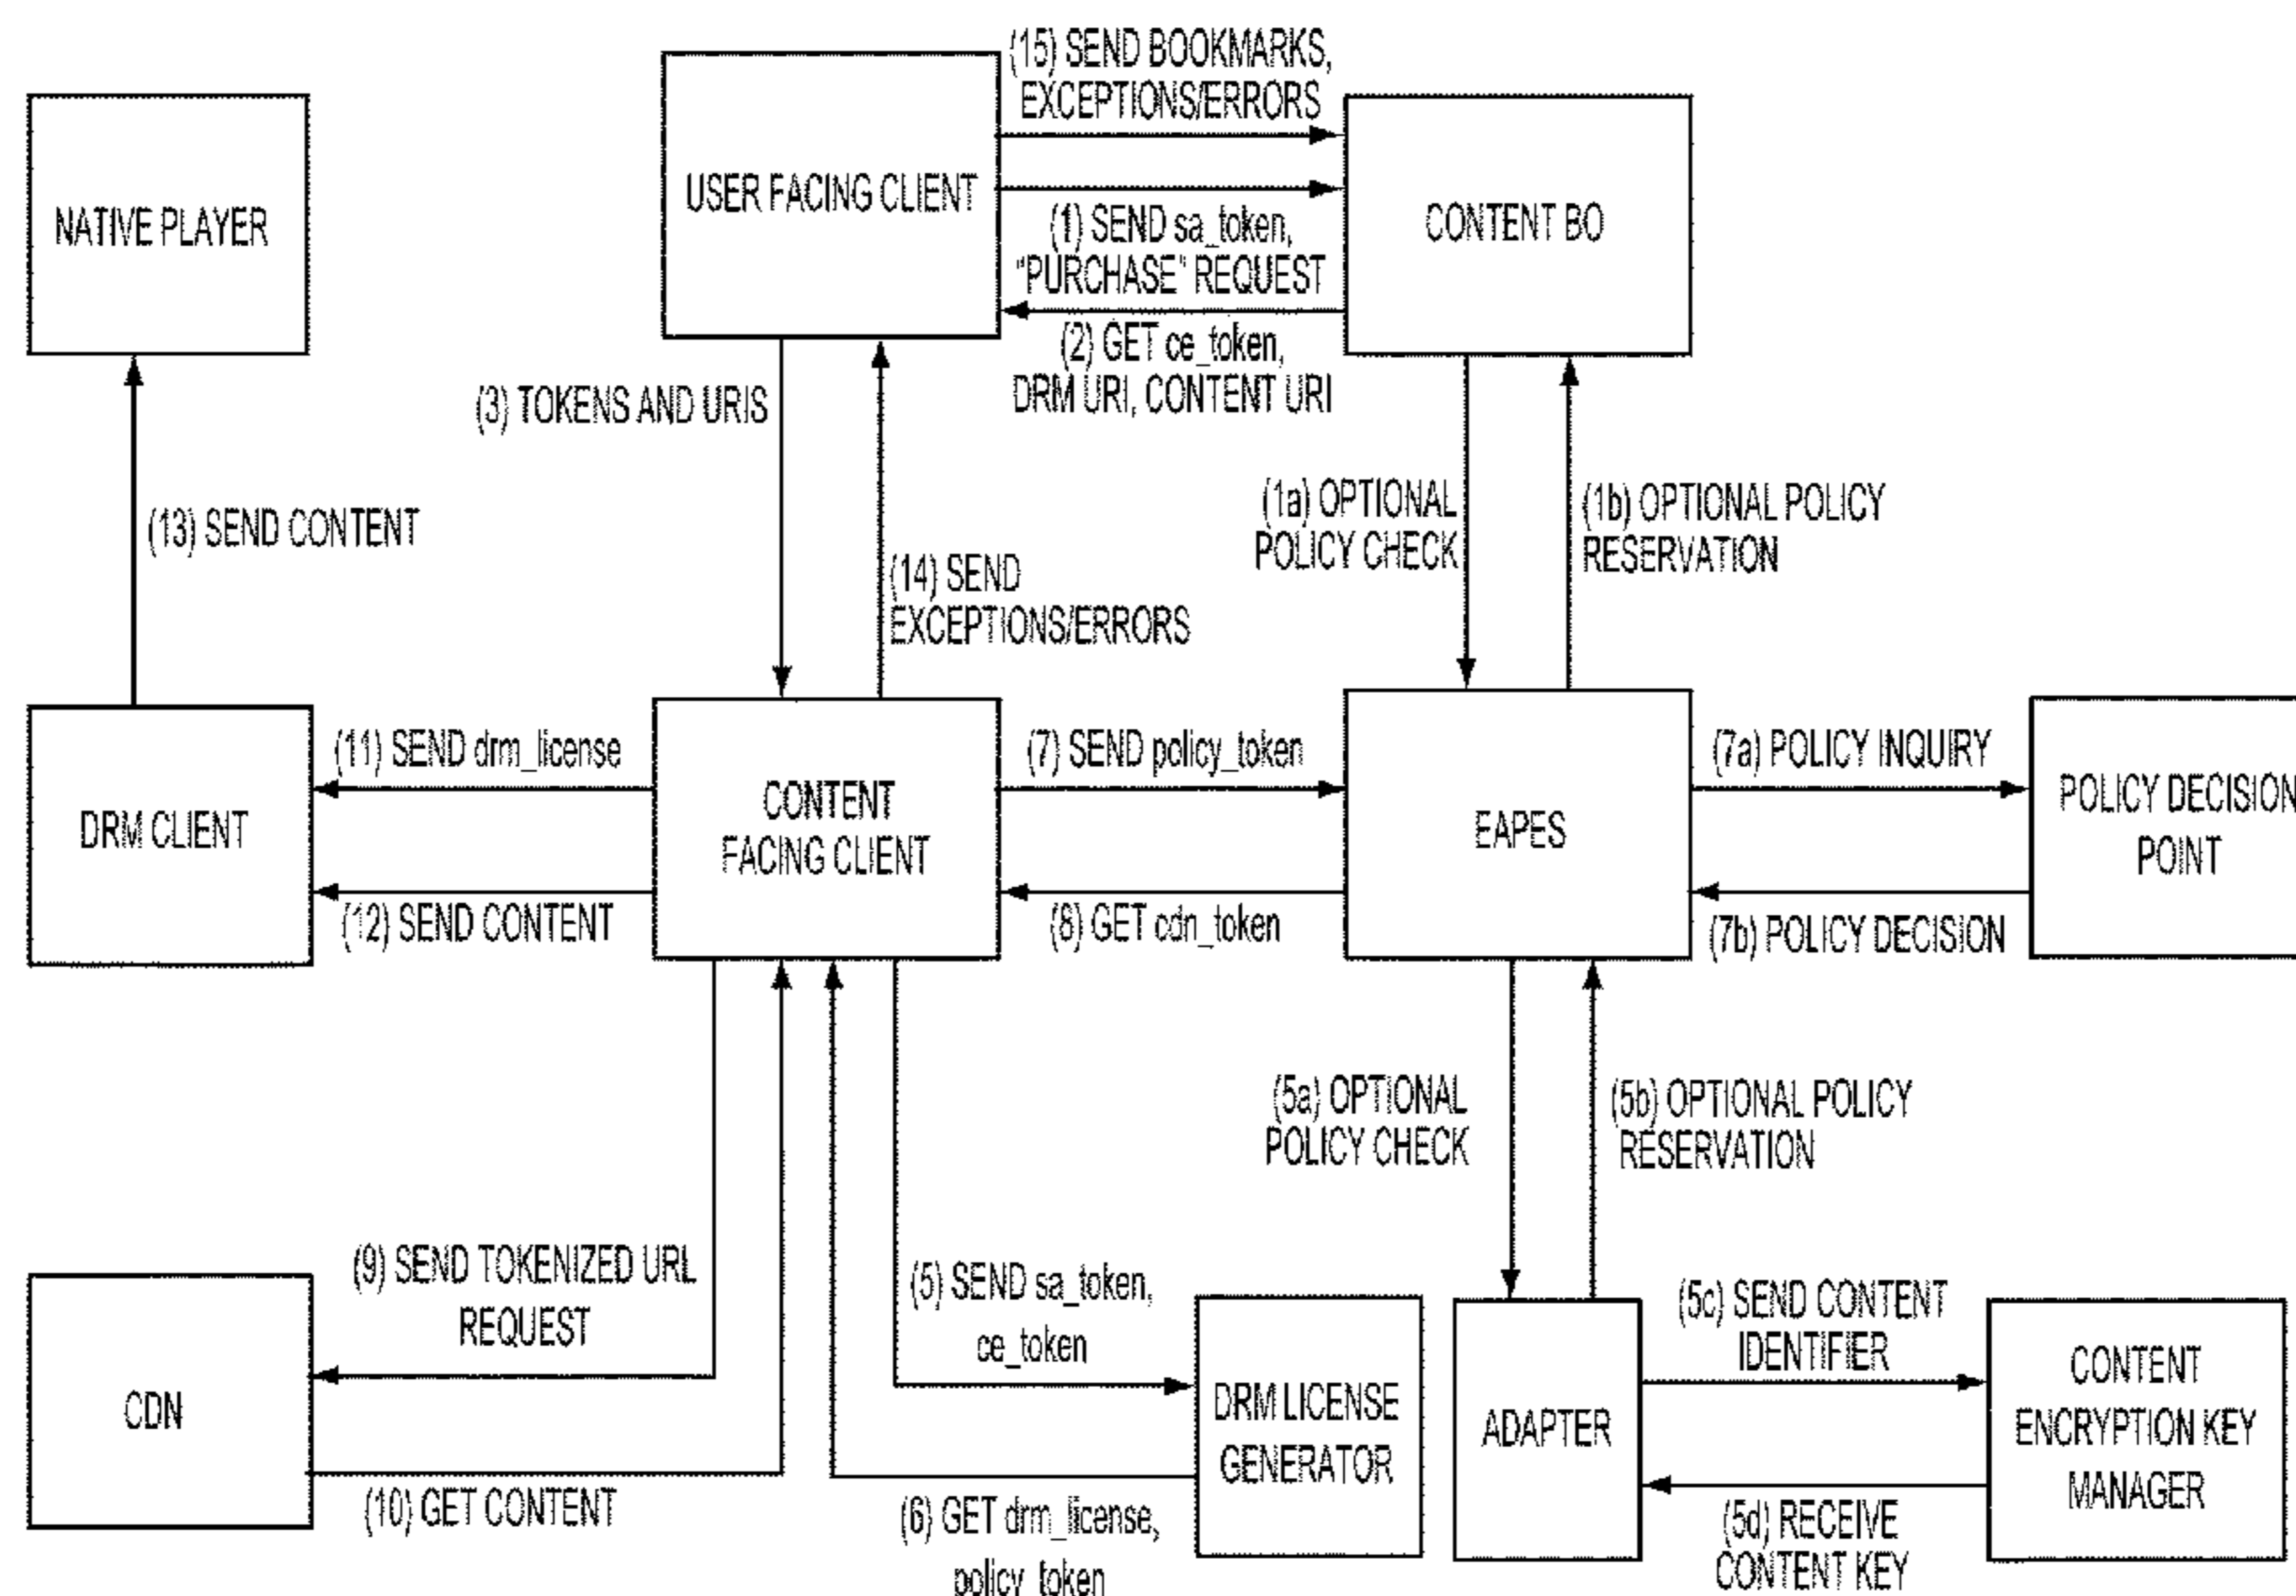 (15) SEND BOOKMARKS,
EXCEPTIONS/ERRORS
NATIVE PLAYER
USER FACING CLIENT
CONTENT BO
(1) SEND sa_token,
"PURCHASE" REQUEST
(2) GET ce_token,
DRM URI, CONTENT URI
(3) TOKENS AND URIS
(13) SEND CONTENT
(14) SEND
EXCEPTIONS/ERRORS
(1a) OPTIONAL
POLICY CHECK
(1b) OPTIONAL POLICY
RESERVATION
(11) SEND drm_license
(7) SEND policy_token
(7a) POLICY INQUIRY
DRM CLIENT
CONTENT
FACING CLIENT
EAPES
POLICY DECISION
POINT
(12) SEND CONTENT
(8) GET cdn_token
(7b) POLICY DECISION
(5a) OPTIONAL
POLICY CHECK
(5b) OPTIONAL POLICY
RESERVATION
(9) SEND TOKENIZED URL
REQUEST
(5) SEND sa_token,
ce_token
(5c) SEND CONTENT
IDENTIFIER
CDN
DRM LICENSE
GENERATOR
ADAPTER
CONTENT
ENCRYPTION KEY
MANAGER
(10) GET CONTENT
(6) GET drm_license,
policy_token
(5d) RECEIVE
CONTENT KEY